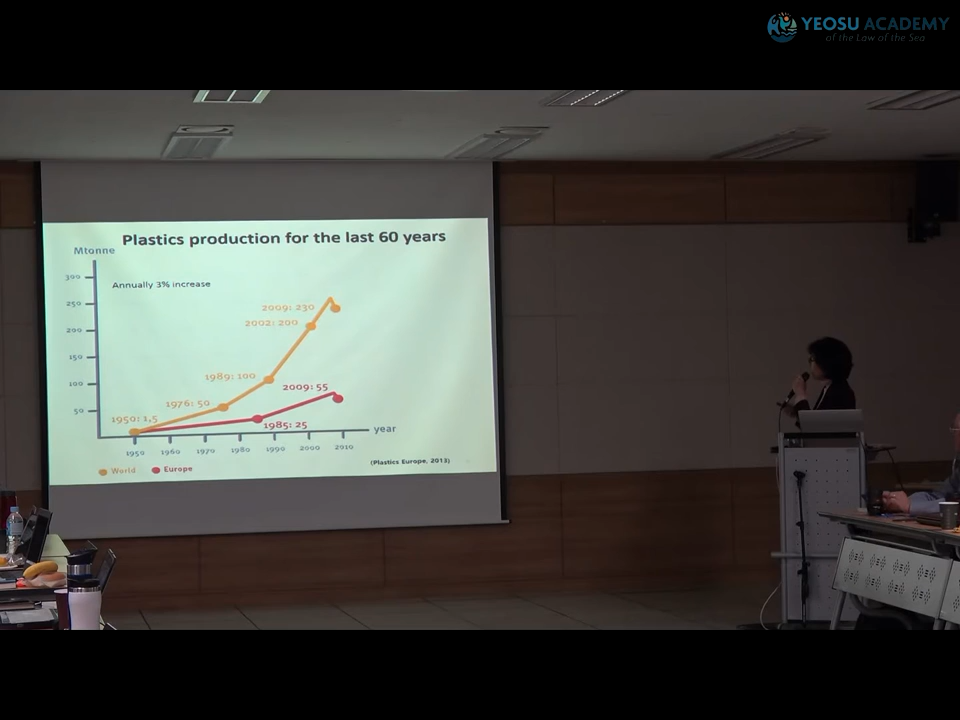 YEOSU ACADEMY
of the Law of the Sea
Plastics production for the last 60 years
Mtonne
300
Annually 3% increase
250
2009: 230
2002: 200
200
150
1989: 100
100
2009: 55
1976: 50
50
1950: 1,5
1985: 25
year
1950 1960 1970 1980 1990 2000 2010
World Europe
(Plastics Europe, 2013)